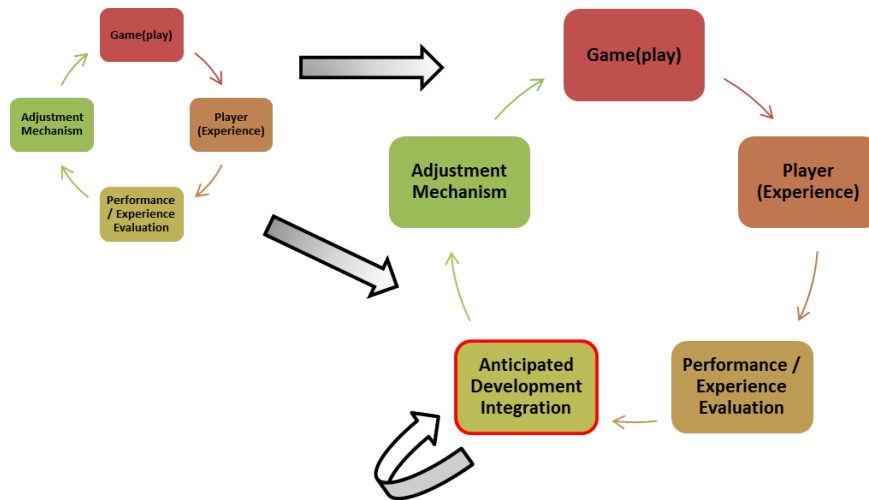 Game(play)
Player
(Experience)
Performance
/ Experience
Evaluation
Adjustment
Mechanism
Game(play)
Player
(Experience)
Performance /
Experience
Evaluation
Anticipated
Development
Integration
Adjustment
Mechanism